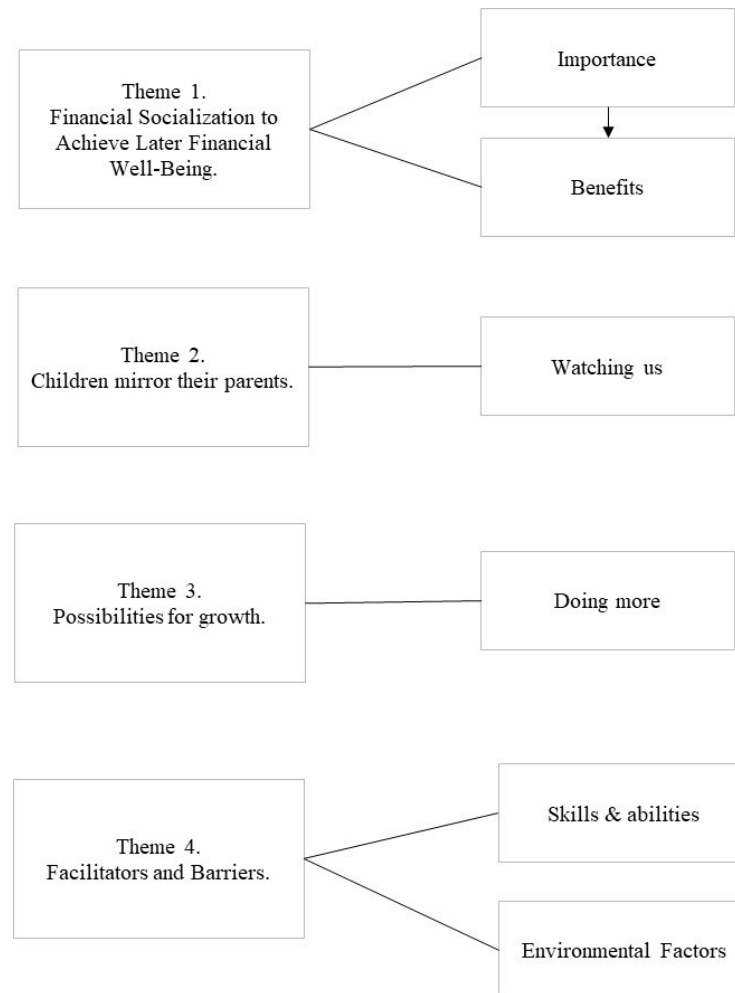 Theme 1.
Financial Socialization to
Achieve Later Financial
Well-Being.
Importance
Benefits
Theme 2.
Children mirror their parents.
Watching us
Theme 3.
Possibilities for growth.
Doing more
Theme 4.
Facilitators and Barriers.
Skills & abilities
Environmental Factors